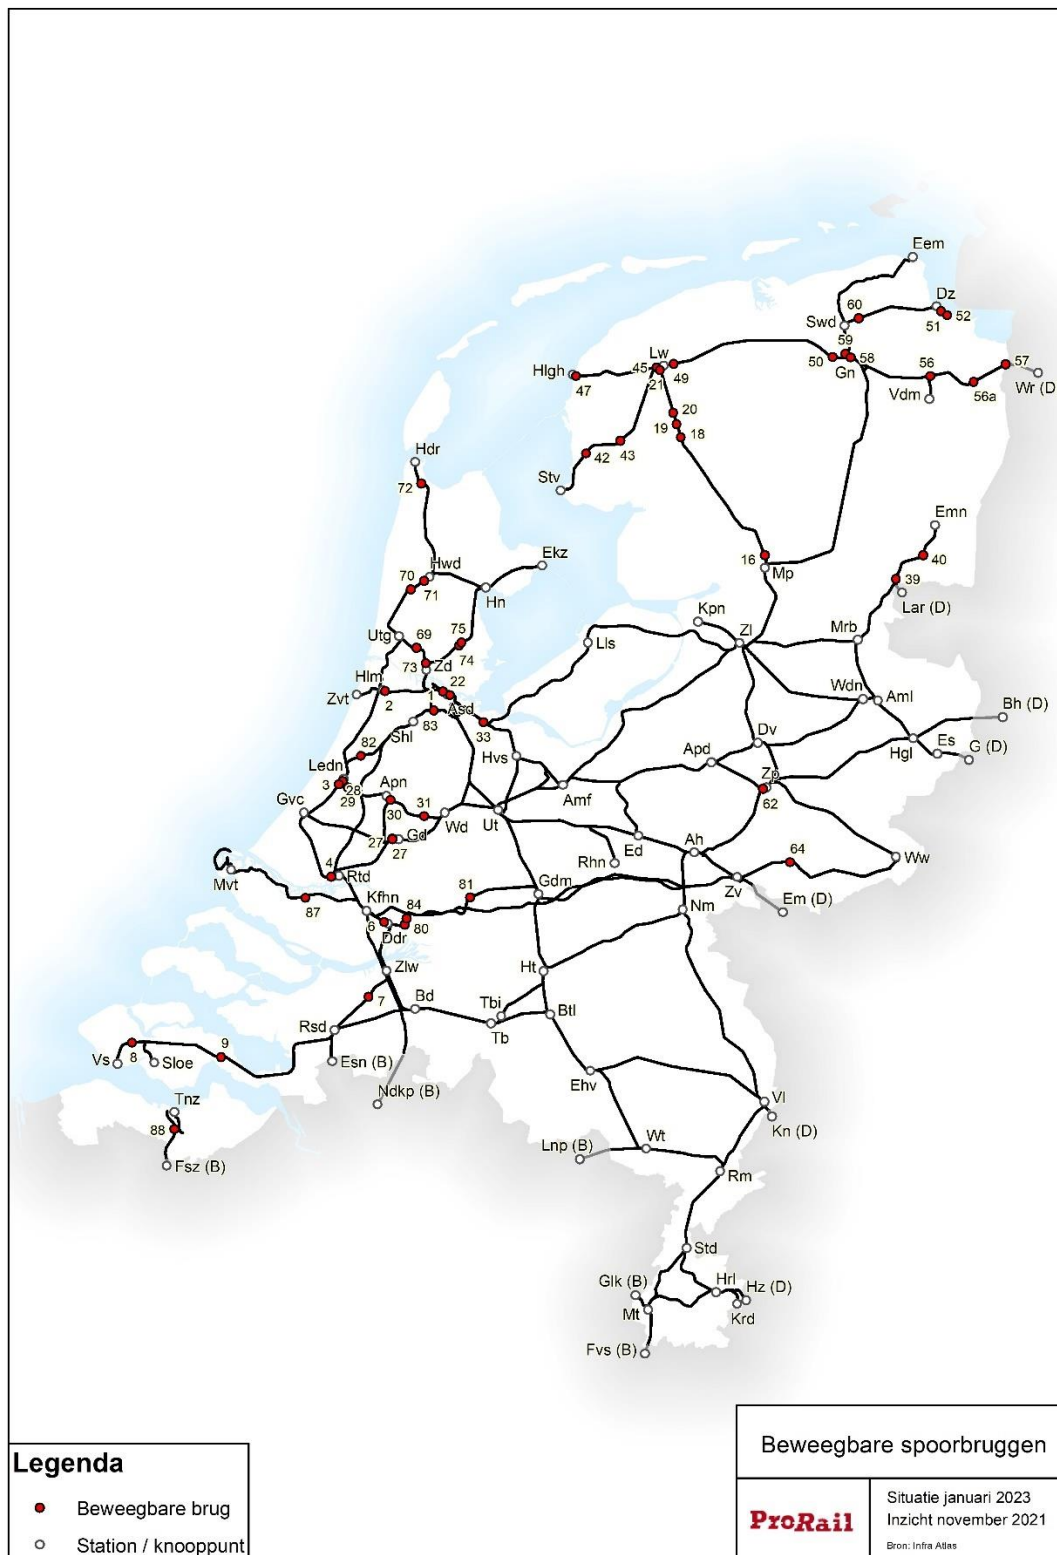 Eem
Dz
60
51
52
Swd
59
58
50
Gn
56
57
Vdm
56a
Wr (D
Lw
45
49
21
Hlgh
47
20
19
18
42
43
Stv
Hdr
72
Emn
40
Ekz
16
Mp
39
Lar (D)
Hwd
70
71
Hn
Kpn
Utg
69
75
74
Lls
Zl
Mrb
73
Zd
Hlm
22
Zvt
2
1
Asd
83
Wdn
Aml
Bh (D)
33
Shl
82
Hvs
Dv
Hgl
Es
G (D)
Apd
Ledn
3
28
29
Apn
Amf
Zp
62
30
31
Gvc
Wd
Ut
27
Gd
27
Ed
Ah
64
Ww
Rhn
4
Rtd
Mvt
Zv
Em (D)
87
Kfhn
84
81
Gdm
Nm
6
Ddr
80
Zlw
Ht
7
Bd
Tbi
Btl
Rsd
Tb
9
8
Vs
Sloe
Esn (B)
Ehv
Ndkp (B)
Tnz
Vl
Kn (D)
88
Lnp (B)
Wt
Fsz (B)
Rm
Std
Glk (B)
Hrl
Hz (D)
Mt
Krd
Fvs (B)
Beweegbare spoorbruggen
ProRail
Situatie januari 2023
Inzicht november 2021
Bron: Infra Atlas
Legenda
Beweegbare brug
Station / knooppunt